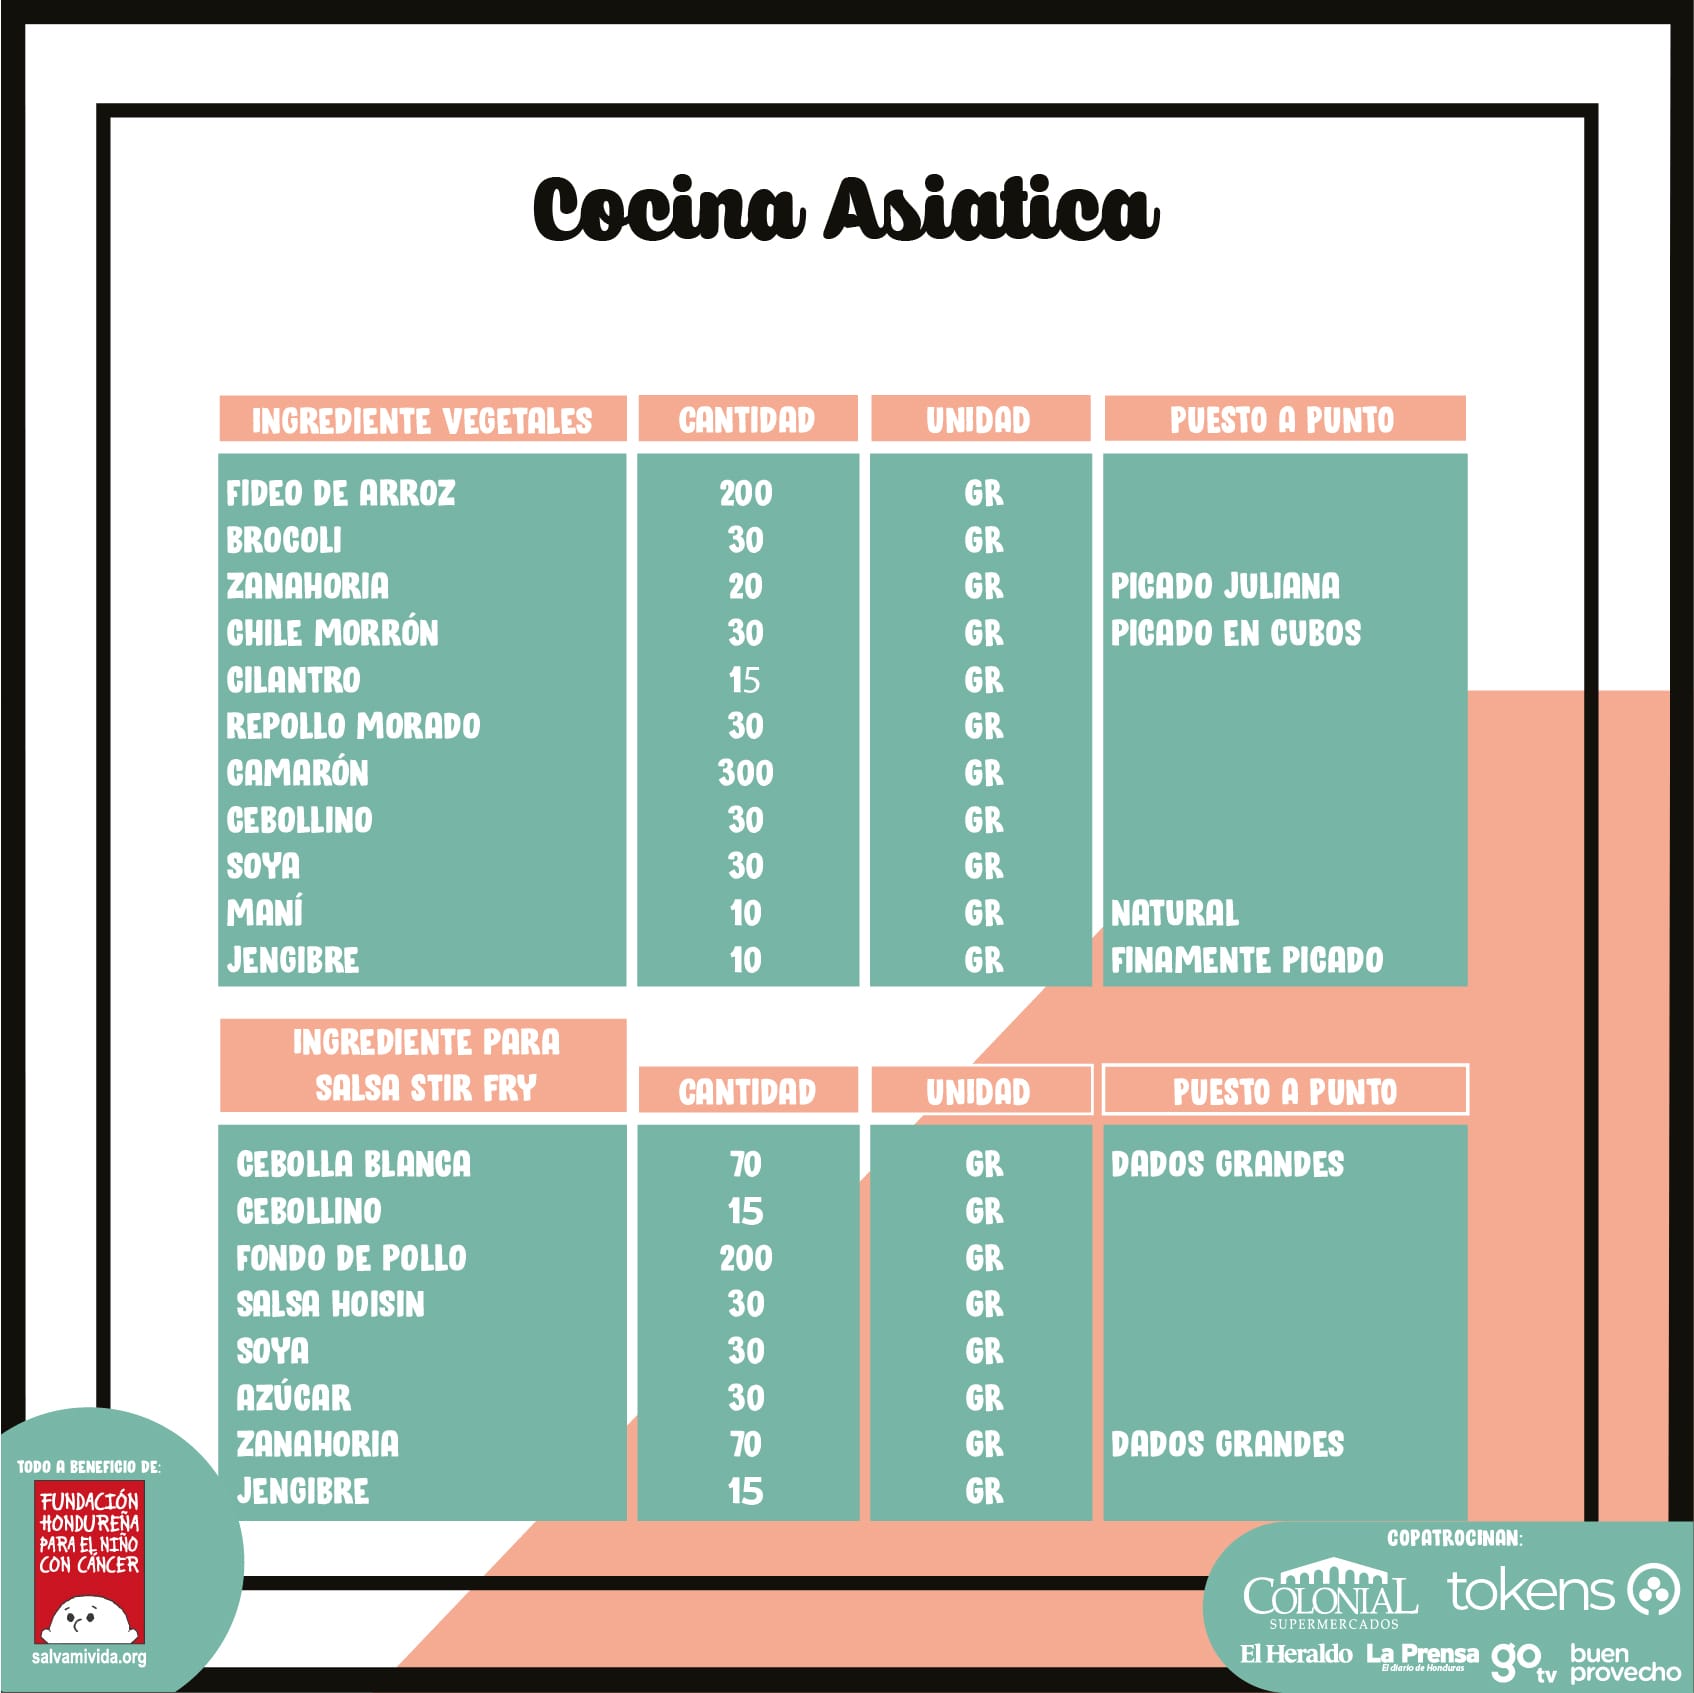 Cocina Asiatica
INGREDIENTE VEGETALES CANTIDAD UNIDAD PUESTO A PUNTO
FIDEO DE ARROZ 200 GR
BROCOLI 30 GR
ZANAHORIA 20 GR PICADO JULIANA
CHILE MORRÓN 30 GR PICADO EN CUBOS
CILANTRO 15 GR
REPOLLO MORADO 30 GR
CAMARÓN 300 GR
CEBOLLINO 30 GR
SOYA 30 GR
MANÍ 10 GR NATURAL
JENGIBRE 10 GR FINAMENTE PICADO
INGREDIENTE PARA
SALSA STIR FRY CANTIDAD UNIDAD PUESTO A PUNTO
CEBOLLA BLANCA 70 GR DADOS GRANDES
CEBOLLINO 15 GR
FONDO DE POLLO 200 GR
SALSA HOISIN 30 GR
SOYA 30 GR
AZÚCAR 30 GR
ZANAHORIA 70 GR DADOS GRANDES
JENGIBRE 15 GR
TODO A BENEFICIO DE:
FUNDACIÓN
HONDUREÑA
PARA EL NIÑO
CON CÁNCER
salvamivida.org
COPATROCINAN:
COLONIAL
SUPERMERCADOS
tokens
El Heraldo
La Prensa
El diario de Honduras
go tv
buen
provecho